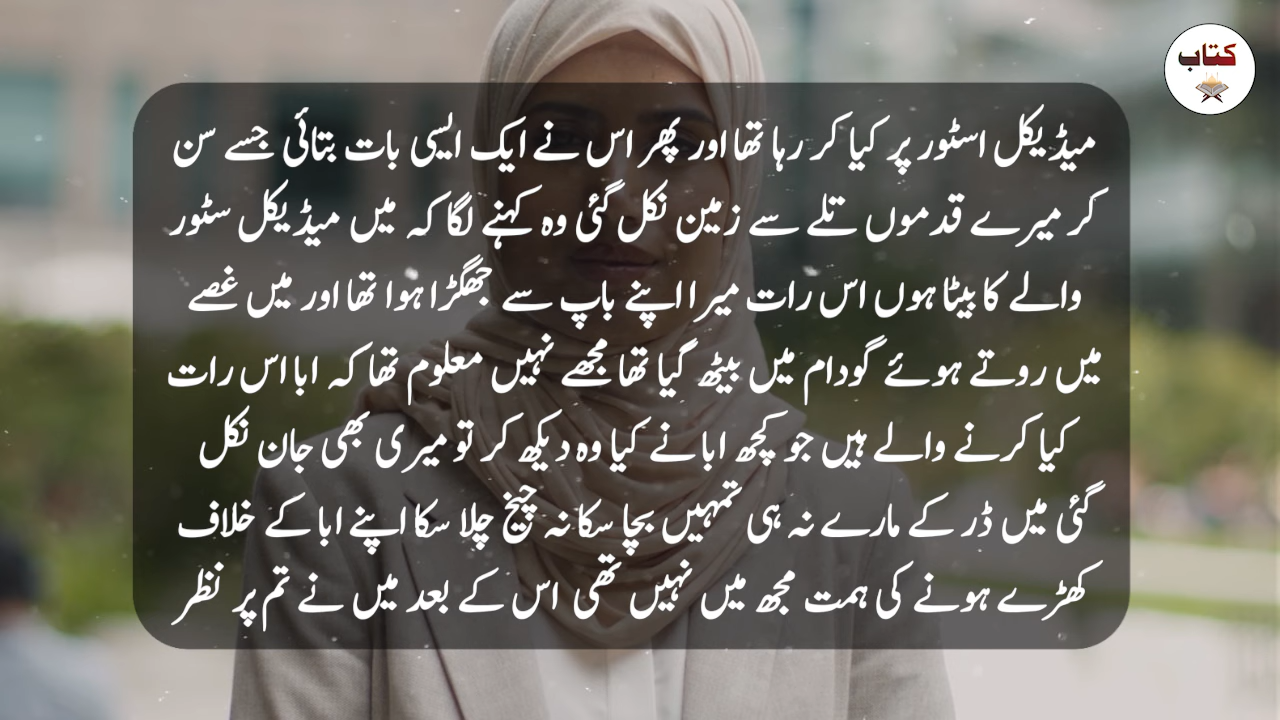 کتاب
میڈیکل اسٹور پر کیا کر رہا تھا اور پھر اس نے ایک ایسی بات بتائی جسے سن
کر میرے قدموں تلے سے زمین نکل گئی وہ کہنے لگا کہ میں میڈیکل سٹور
والے کا بیٹا ہوں اس رات میرا اپنے باپ سے جھگڑا ہوا تھا اور میں غصے
میں روتے ہوئے گودام میں بیٹھ گیا تھا مجھے نہیں معلوم تھا کہ ابا اس رات
کیا کرنے والے ہیں جو کچھ ابا نے کیا وہ دیکھ کر تو میری بھی جان نکل
گئی میں ڈر کے مارے نہ ہی تمہیں بچا سکا نہ چیخ چلا سکا اپنے ابا کے خلاف
کھڑے ہونے کی ہمت مجھ میں نہیں تھی اس کے بعد میں نے تم پر نظر